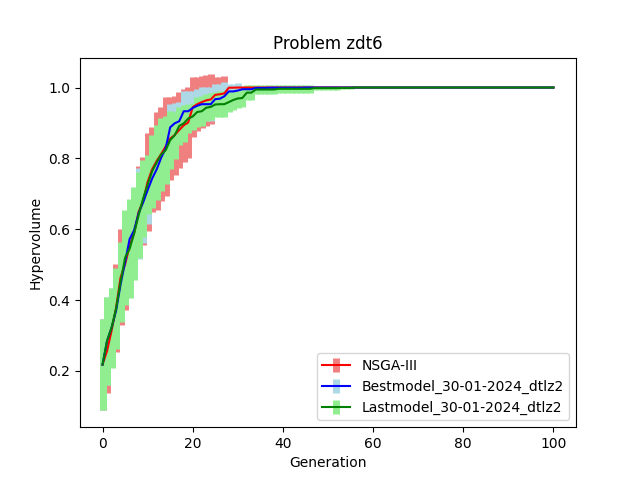 Problem zdt6
1.0
0.8
0.6
0.4
0.2
Hypervolume
0 20 40 60 80 100
Generation
NSGA-III
Bestmodel_30-01-2024_dtlz2
Lastmodel_30-01-2024_dtlz2